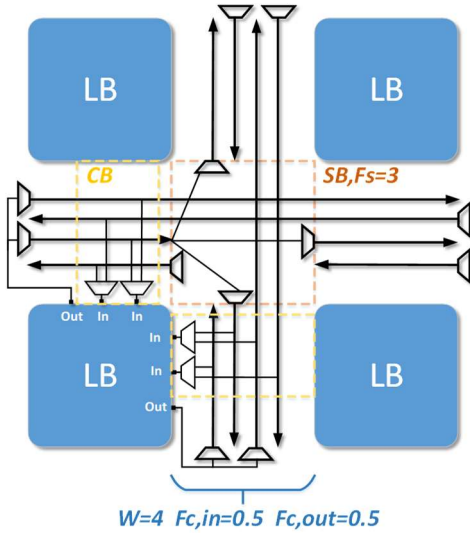 LB
LB
CB
SB,Fs=3
Out In In
In
LB
In
LB
Out
W=4 Fc,in=0.5 Fc,out=0.5